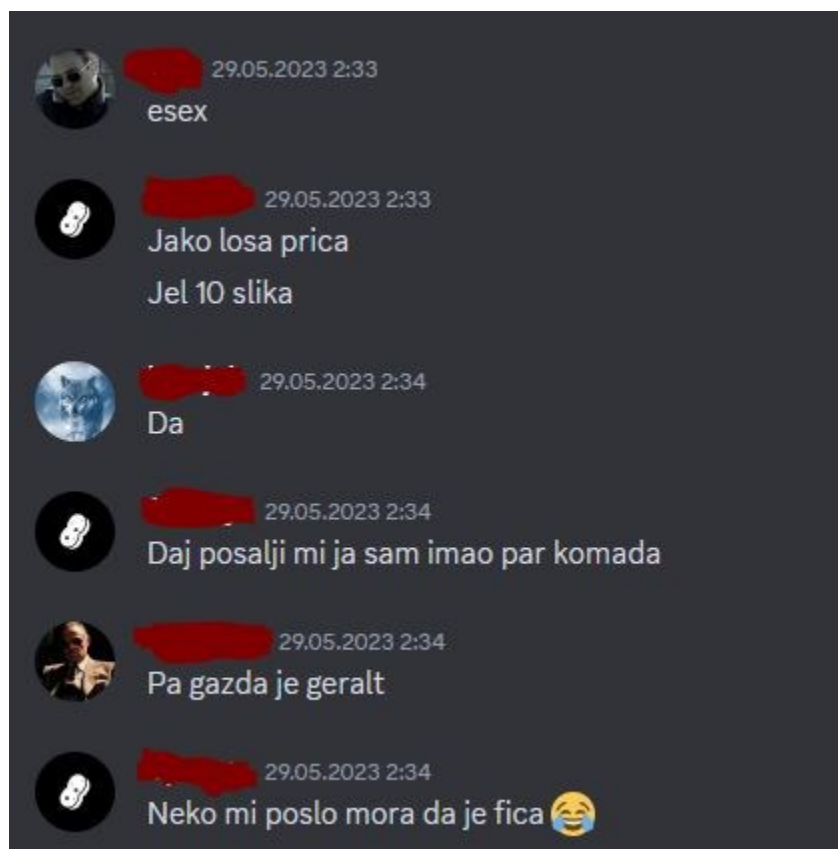 29.05.2023 2:33
esex
29.05.2023 2:33
Jako losa prica
Jel 10 slika
29.05.2023 2:34
Da
29.05.2023 2:34
Daj posalji mi ja sam imao par komada
29.05.2023 2:34
Pa gazda je geralt
29.05.2023 2:34
Neko mi poslo mora da je fica 😂